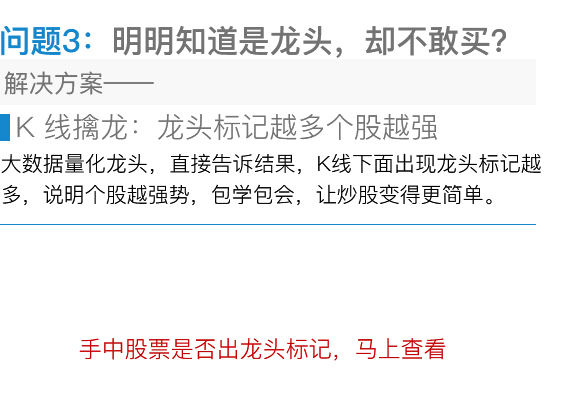 问题3：明明知道是龙头，却不敢买？
解决方案——
K 线擒龙：龙头标记越多个股越强
大数据量化龙头，直接告诉结果，K线下面出现龙头标记越
多，说明个股越强势，包学包会，让炒股变得更简单。
手中股票是否出龙头标记，马上查看